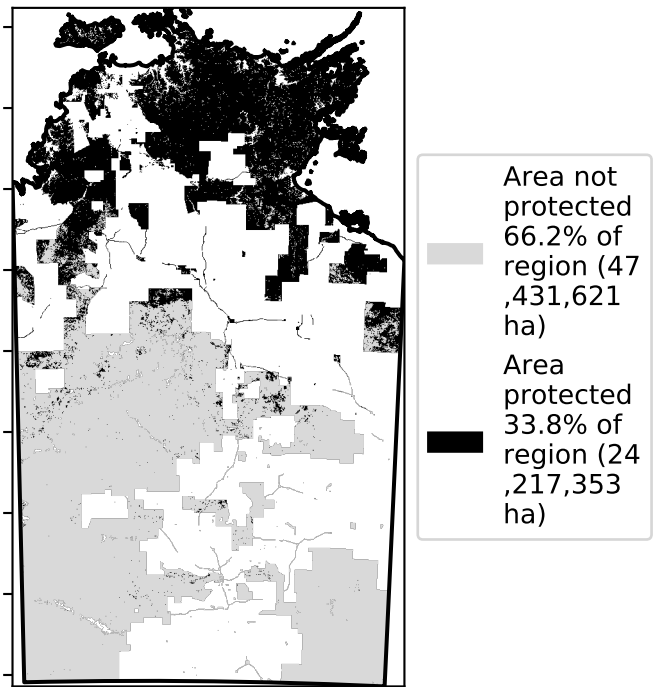 Area not
protected
66.2% of
region (47
,431,621
ha)
Area
protected
33.8% of
region (24
,217,353
ha)